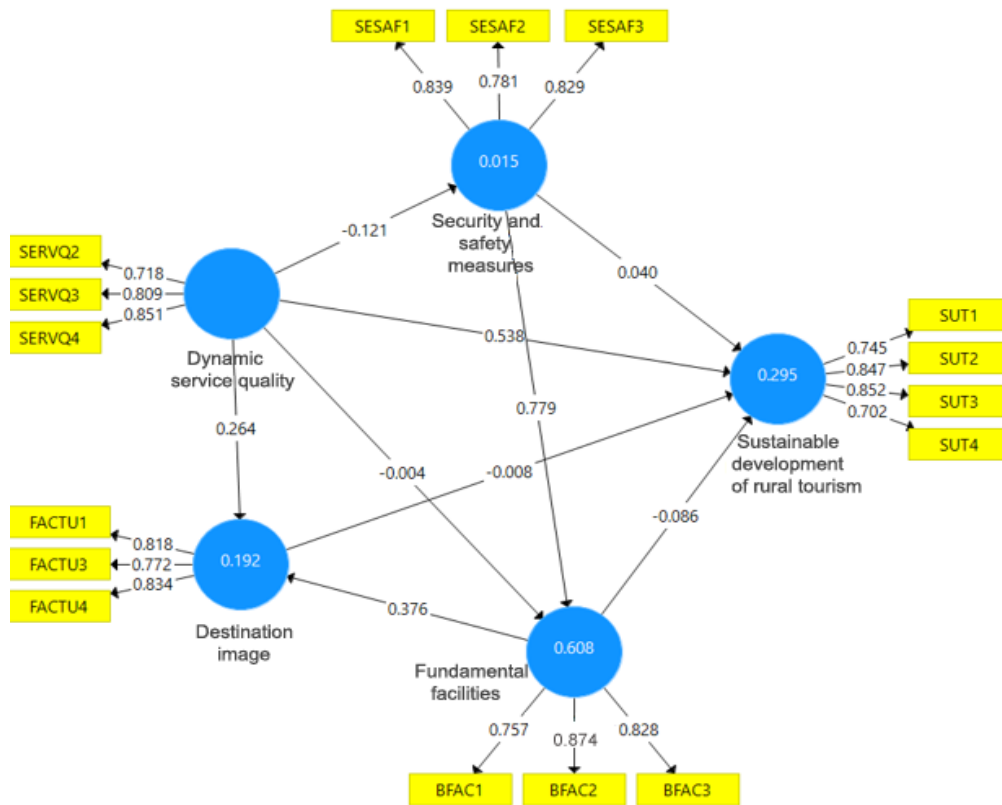 SESAF1 SESAF2 SESAF3
0.839 0.781 0.829
0.015
Security and
safety
measures
-0.121
0.040
SERVQ2
SERVQ3
SERVQ4
0.718
0.809
0.851
Dynamic
service quality
0.538
0.779
0.264
-0.004
-0.008
-0.086
0.376
SUT1
SUT2
SUT3
SUT4
0.745
0.847
0.852
0.702
0.295
Sustainable
development
of rural tourism
FACTU1
FACTU3
FACTU4
0.818
0.772
0.834
0.192
Destination
image
0.608
Fundamental
facilities
0.757 0.874 0.828
BFAC1 BFAC2 BFAC3